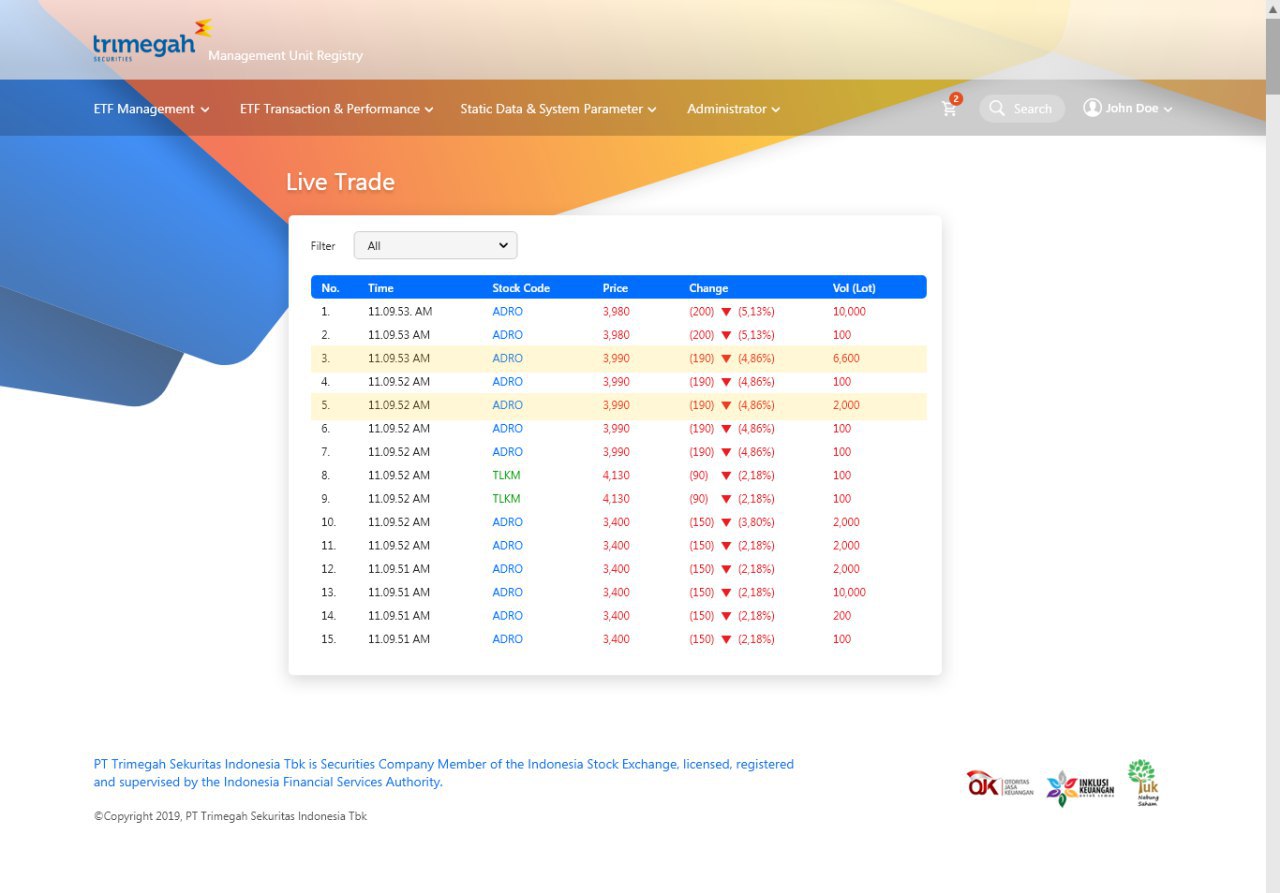 trimegah
SECURITIES
Management Unit Registry
ETF Management ETF Transaction & Performance Static Data & System Parameter Administrator 2 Search John Doe
Live Trade
Filter All
No. Time Stock Code Price Change Vol (Lot)
1. 11.09.53. AM ADRO 3,980 (200) ▼ (5,13%) 10,000
2. 11.09.53 AM ADRO 3,980 (200) ▼ (5,13%) 100
3. 11.09.53 AM ADRO 3,990 (190) ▼ (4,86%) 6,600
4. 11.09.52 AM ADRO 3,990 (190) ▼ (4,86%) 100
5. 11.09.52 AM ADRO 3,990 (190) ▼ (4,86%) 2,000
6. 11.09.52 AM ADRO 3,990 (190) ▼ (4,86%) 100
7. 11.09.52 AM ADRO 3,990 (190) ▼ (4,86%) 100
8. 11.09.52 AM TLKM 4,130 (90) ▼ (2,18%) 100
9. 11.09.52 AM TLKM 4,130 (90) ▼ (2,18%) 100
10. 11.09.52 AM ADRO 3,400 (150) ▼ (3,80%) 2,000
11. 11.09.52 AM ADRO 3,400 (150) ▼ (2,18%) 2,000
12. 11.09.51 AM ADRO 3,400 (150) ▼ (2,18%) 2,000
13. 11.09.51 AM ADRO 3,400 (150) ▼ (2,18%) 10,000
14. 11.09.51 AM ADRO 3,400 (150) ▼ (2,18%) 200
15. 11.09.51 AM ADRO 3,400 (150) ▼ (2,18%) 100
PT Trimegah Sekuritas Indonesia Tbk is Securities Company Member of the Indonesia Stock Exchange, licensed, registered
and supervised by the Indonesia Financial Services Authority.
©Copyright 2019, PT Trimegah Sekuritas Indonesia Tbk
OJK OTORITAS
JASA
KEUANGAN
INKLUSI
KEUANGAN
untuk semua
Yuk
Nabung
Saham